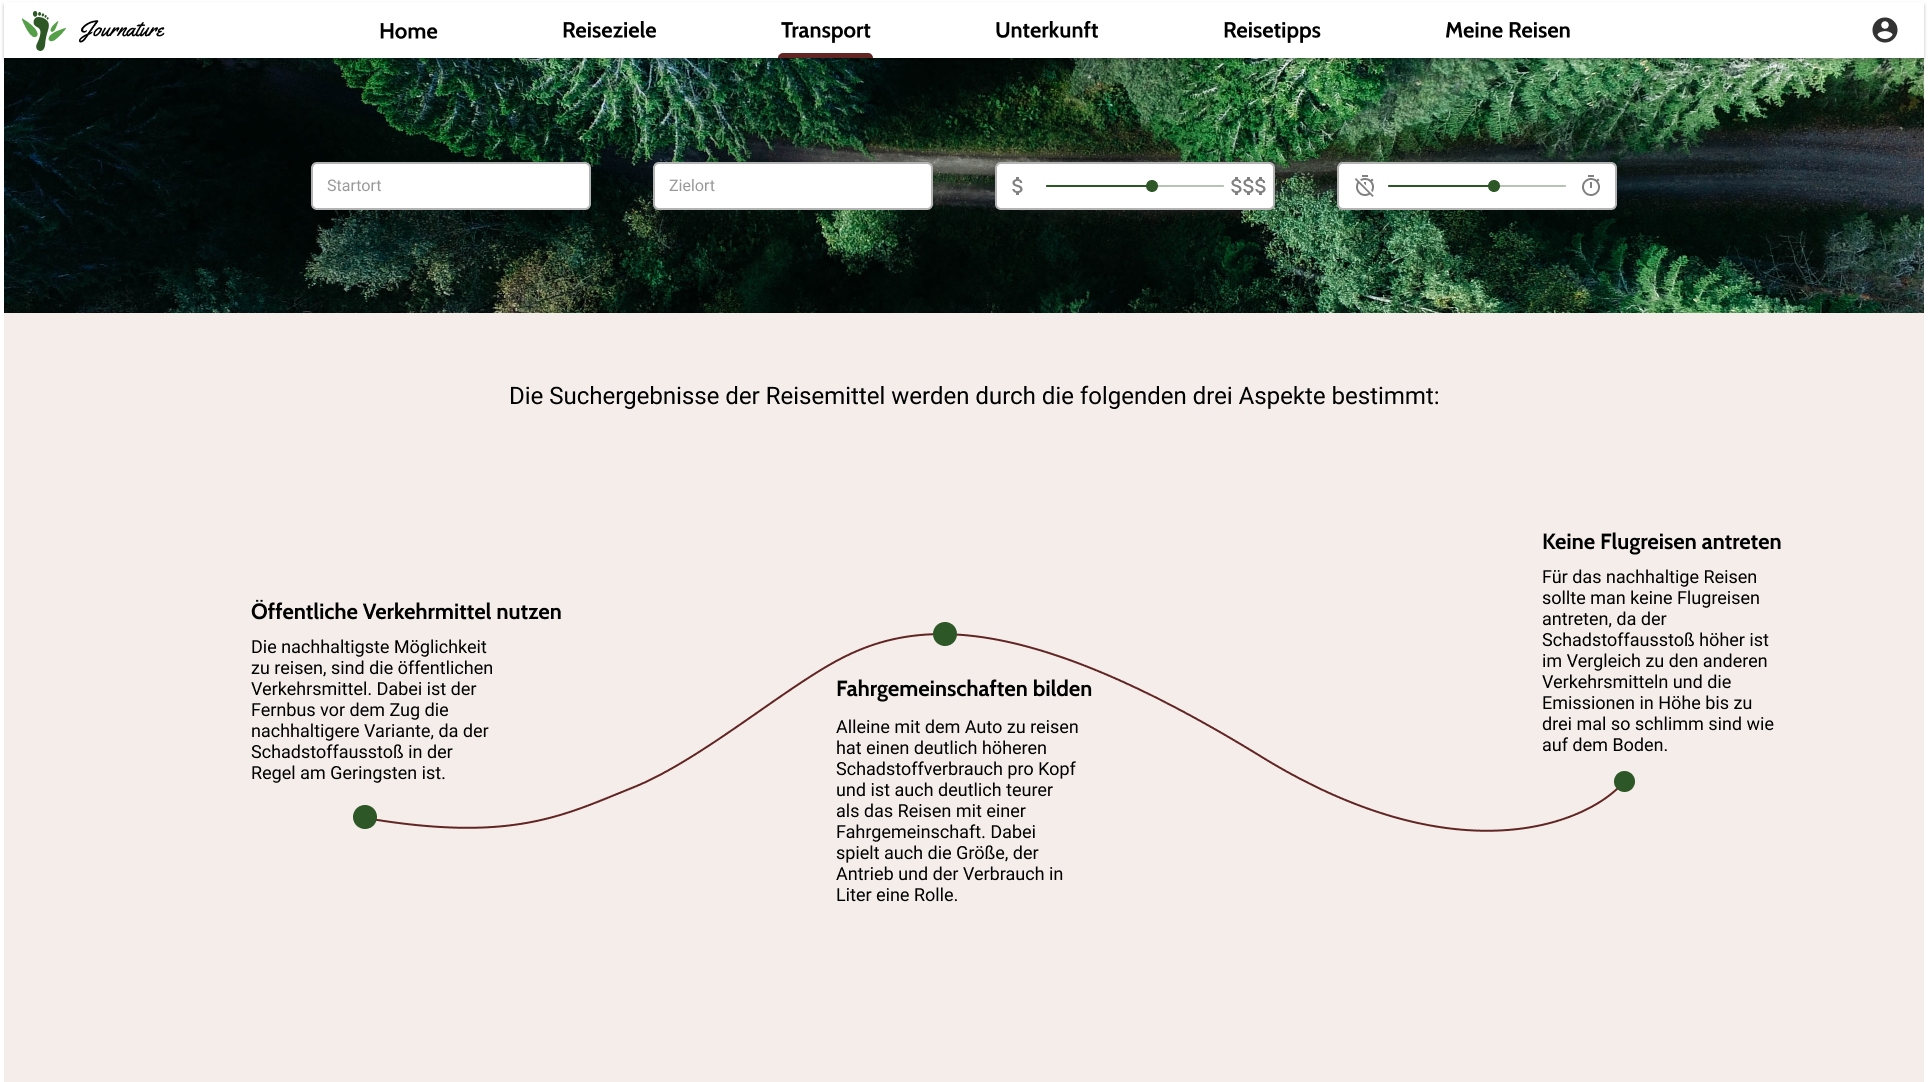 Journature
Home
Reiseziele
Transport
Unterkunft
Reisetipps
Meine Reisen
Startort
Zielort
$
$$$
Die Suchergebnisse der Reisemittel werden durch die folgenden drei Aspekte bestimmt:
Öffentliche Verkehrmittel nutzen
Die nachhaltigste Möglichkeit
zu reisen, sind die öffentlichen
Verkehrsmittel. Dabei ist der
Fernbus vor dem Zug die
nachhaltigere Variante, da der
Schadstoffausstoß in der
Regel am Geringsten ist.
Fahrgemeinschaften bilden
Alleine mit dem Auto zu reisen
hat einen deutlich höheren
Schadstoffverbrauch pro Kopf
und ist auch deutlich teurer
als das Reisen mit einer
Fahrgemeinschaft. Dabei
spielt auch die Größe, der
Antrieb und der Verbrauch in
Liter eine Rolle.
Keine Flugreisen antreten
Für das nachhaltige Reisen
sollte man keine Flugreisen
antreten, da der
Schadstoffausstoß höher ist
im Vergleich zu den anderen
Verkehrsmitteln und die
Emissionen in Höhe bis zu
drei mal so schlimm sind wie
auf dem Boden.